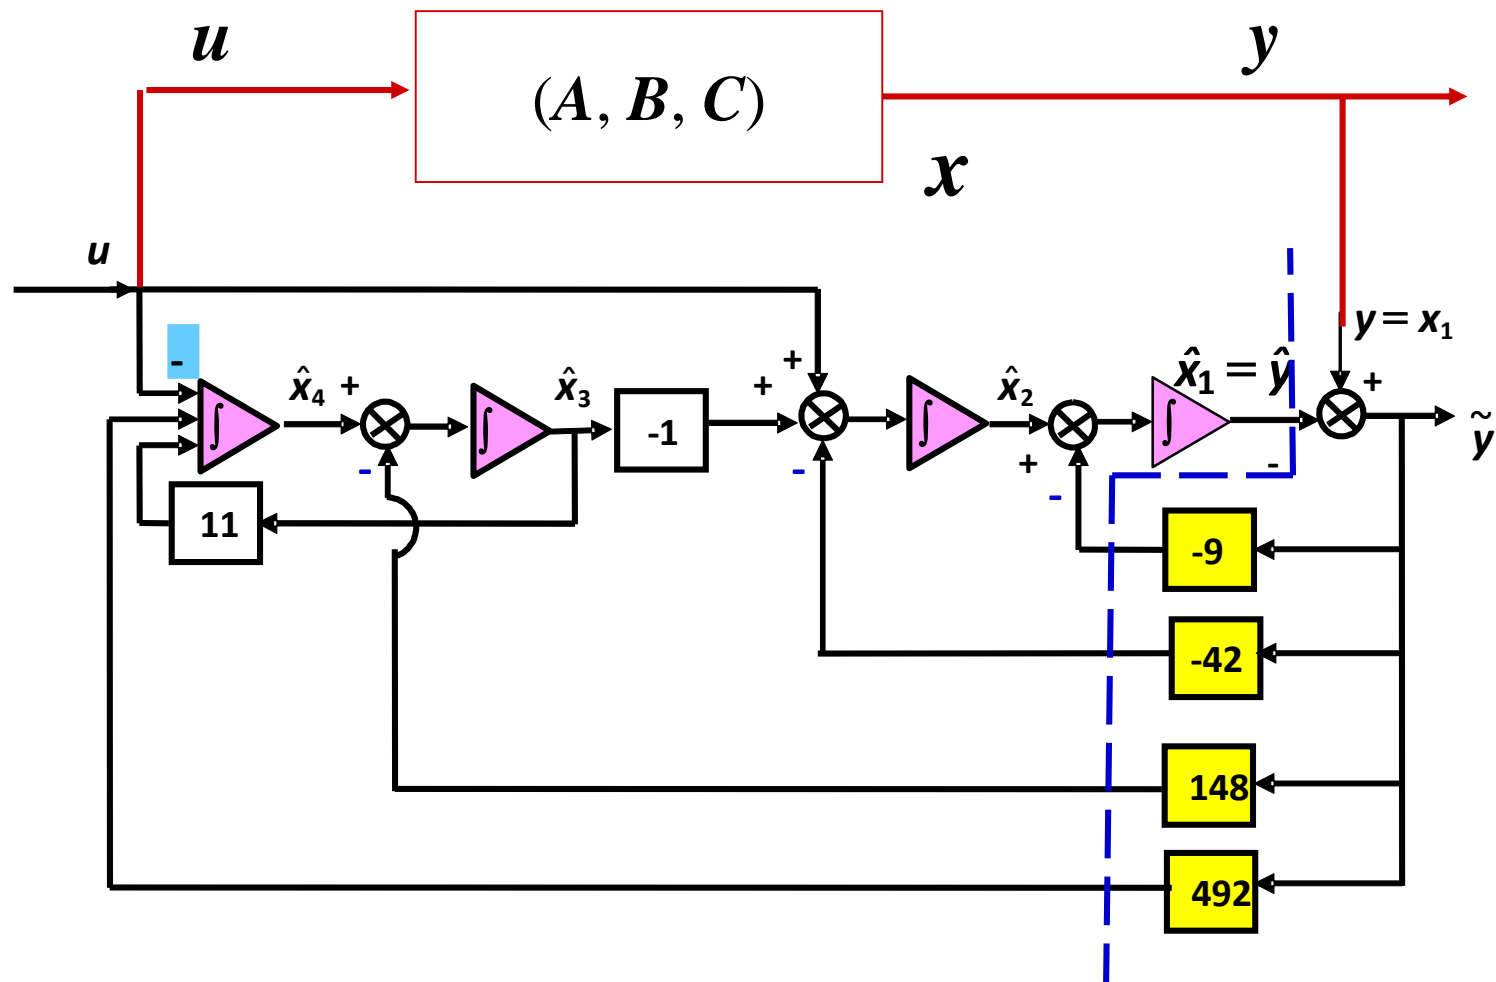 u
y
(A, B, C)
x
u
y = x₁
-
x̂₄ +
x̂₃
+
+
x̂₂
x̂₁ = ŷ
+
∫
∫
-1
∫
∫
ỹ
-
-
+
-
-
11
-9
-42
148
492